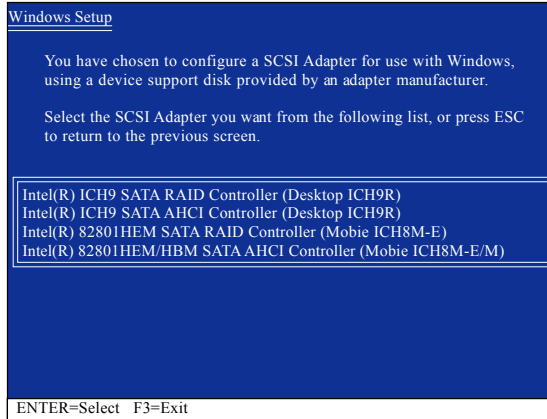 Windows Setup
You have chosen to configure a SCSI Adapter for use with Windows,
using a device support disk provided by an adapter manufacturer.
Select the SCSI Adapter you want from the following list, or press ESC
to return to the previous screen.
Intel(R) ICH9 SATA RAID Controller (Desktop ICH9R)
Intel(R) ICH9 SATA AHCI Controller (Desktop ICH9R)
Intel(R) 82801HEM SATA RAID Controller (Mobie ICH8M-E)
Intel(R) 82801HEM/HBM SATA AHCI Controller (Mobie ICH8M-E/M)
ENTER=Select F3=Exit